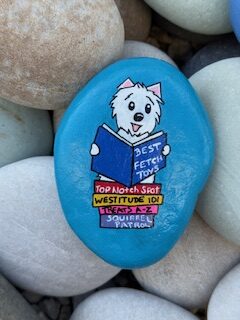 BEST
FETCH
TOYS
TOP NOTCH SPOT
WESTITUDE 101
TREATS A-Z
SQUIRREL
PATROL